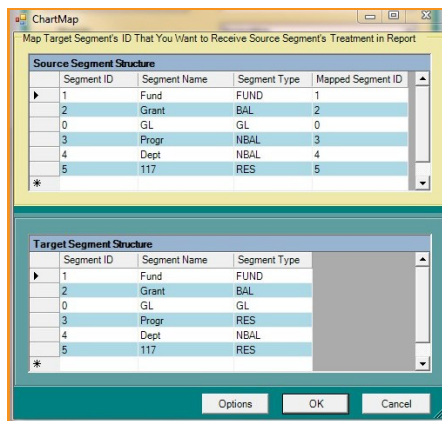 ChartMap
Map Target Segment's ID That You Want to Receive Source Segment's Treatment in Report
Source Segment Structure
Segment ID Segment Name Segment Type Mapped Segment ID
1 Fund FUND 1
2 Grant BAL 2
0 GL GL 0
3 Progr NBAL 3
4 Dept NBAL 4
5 117 RES 5
Target Segment Structure
Segment ID Segment Name Segment Type
1 Fund FUND
2 Grant BAL
0 GL GL
3 Progr RES
4 Dept NBAL
5 117 RES
Options OK Cancel